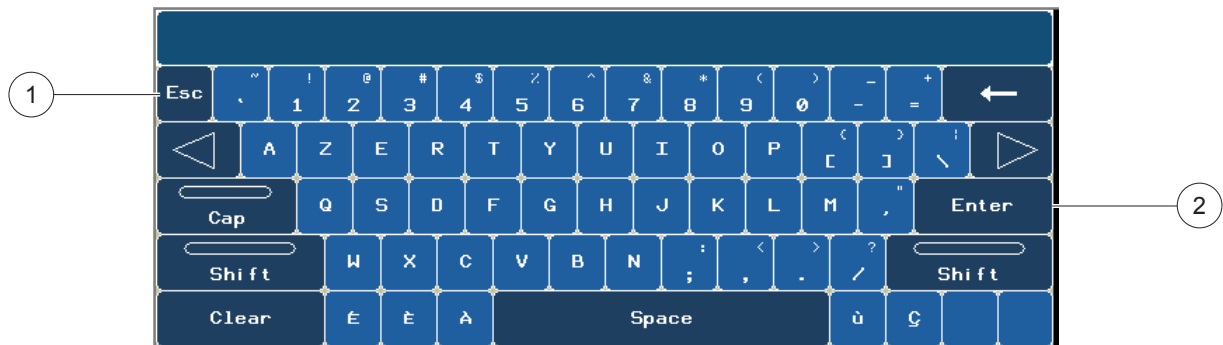 ~ ! @ # $ % ^ & * ( ) _ +
1 Esc ` 1 2 3 4 5 6 7 8 9 0 - =
{ } ¦
A Z E R T Y U I O P [ ] \
"
Cap Q S D F G H J K L M , Enter 2
: < > ?
Shift W X C V B N ; , . / Shift
Clear É È À Space ù Ç